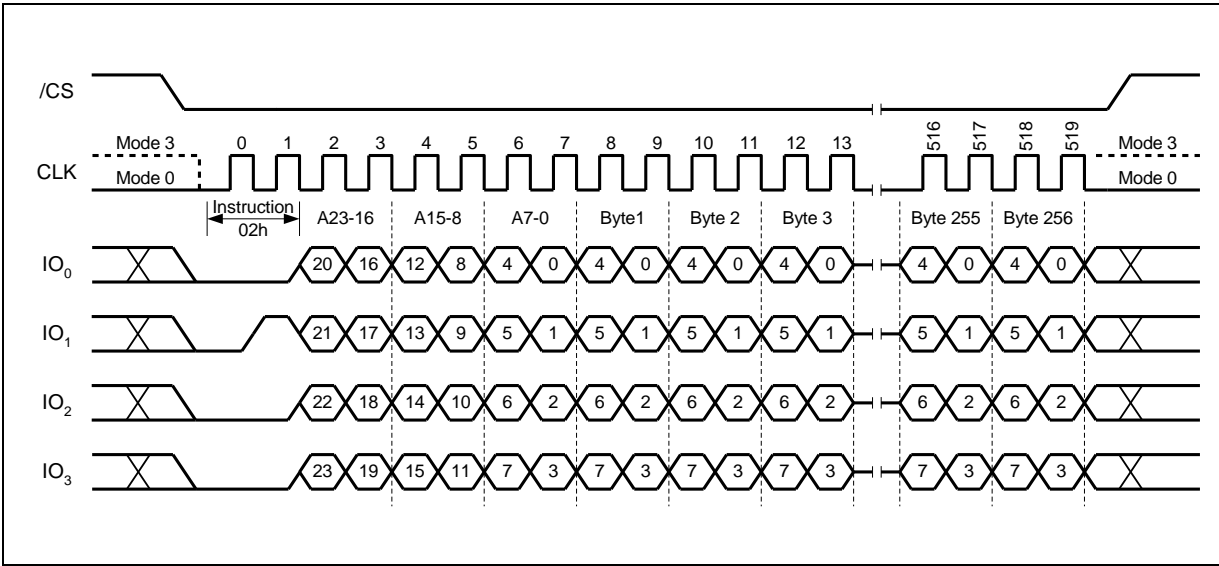 /CS
Mode 3 0 1 2 3 4 5 6 7 8 9 10 11 12 13 516 517 518 519 Mode 3
CLK
Mode 0 Mode 0
Instruction
02h
A23-16 A15-8 A7-0 Byte1 Byte 2 Byte 3 Byte 255 Byte 256
IO0 20 16 12 8 4 0 4 0 4 0 4 0 4 0 4 0
IO1 21 17 13 9 5 1 5 1 5 1 5 1 5 1 5 1
IO2 22 18 14 10 6 2 6 2 6 2 6 2 6 2 6 2
IO3 23 19 15 11 7 3 7 3 7 3 7 3 7 3 7 3